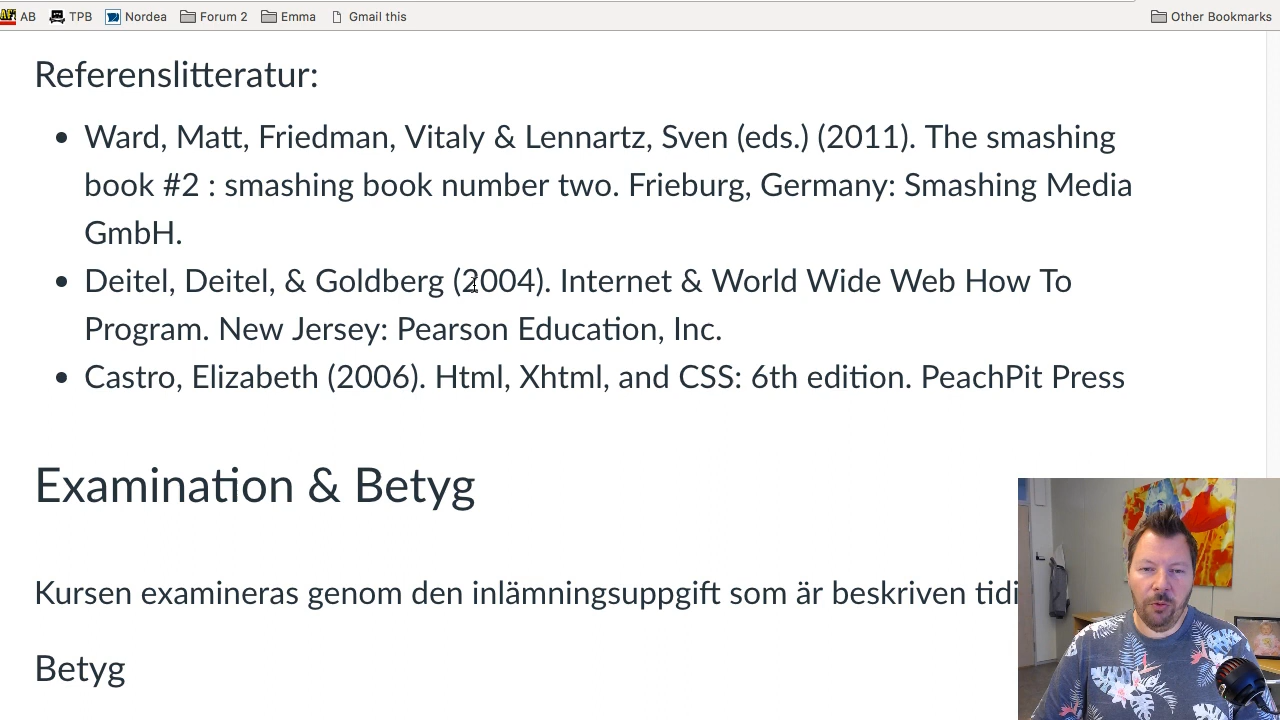 AB TPB Nordea Forum 2 Emma Gmail this Other Bookmarks
Referenslitteratur:
• Ward, Matt, Friedman, Vitaly & Lennartz, Sven (eds.) (2011). The smashing
book #2 : smashing book number two. Frieburg, Germany: Smashing Media
GmbH.
• Deitel, Deitel, & Goldberg (2004). Internet & World Wide Web How To
Program. New Jersey: Pearson Education, Inc.
• Castro, Elizabeth (2006). Html, Xhtml, and CSS: 6th edition. PeachPit Press
Examination & Betyg
Kursen examineras genom den inlämningsuppgift som är beskriven tidi
Betyg